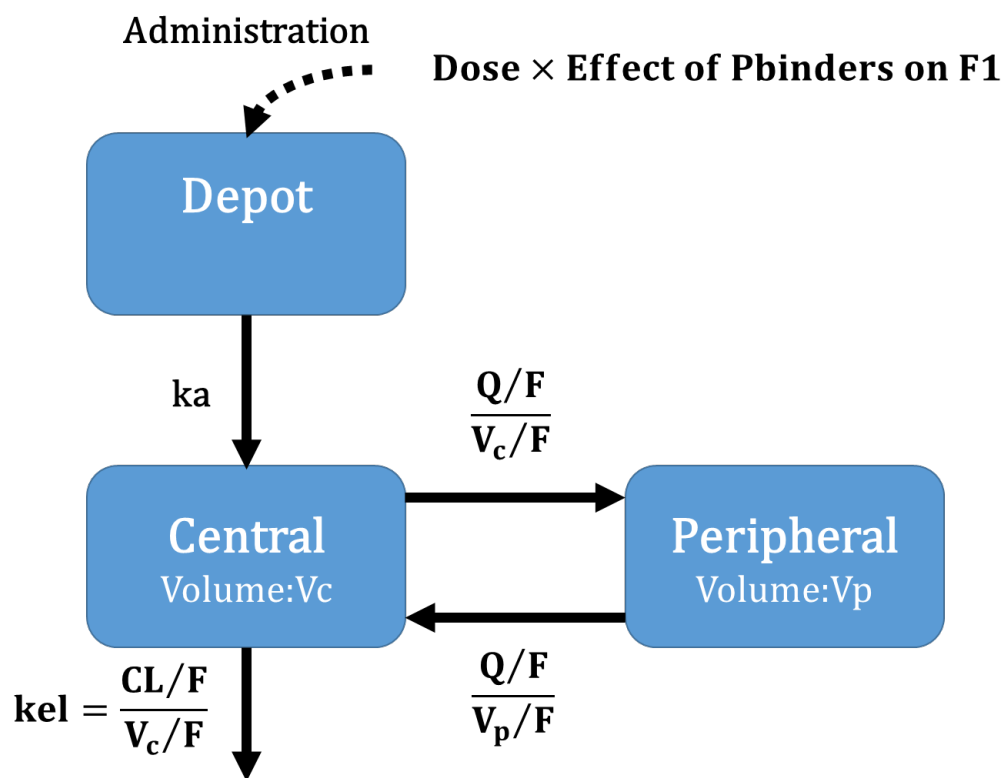 Administration
Dose × Effect of Pbinders on F1
Depot
ka
Q/F
Vc/F
Central
Volume:Vc
Peripheral
Volume:Vp
kel = CL/F
Vc/F
Q/F
Vp/F